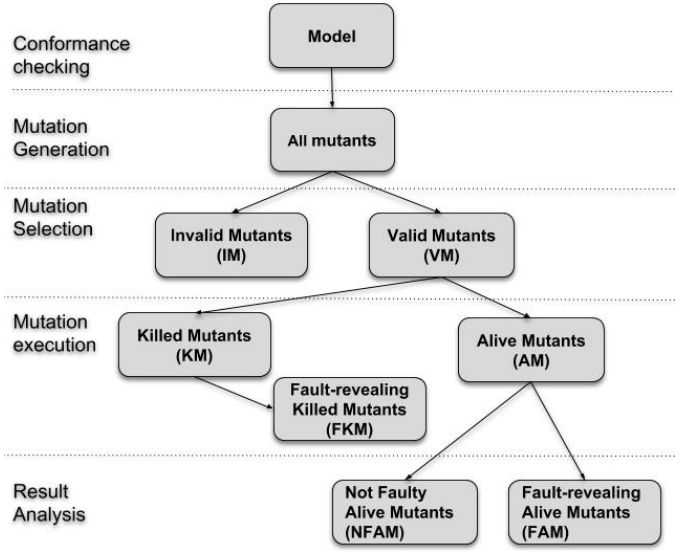 Conformance
checking
Model
Mutation
Generation
All mutants
Mutation
Selection
Invalid Mutants
(IM)
Valid Mutants
(VM)
Mutation
execution
Killed Mutants
(KM)
Alive Mutants
(AM)
Fault-revealing
Killed Mutants
(FKM)
Result
Analysis
Not Faulty
Alive Mutants
(NFAM)
Fault-revealing
Alive Mutants
(FAM)